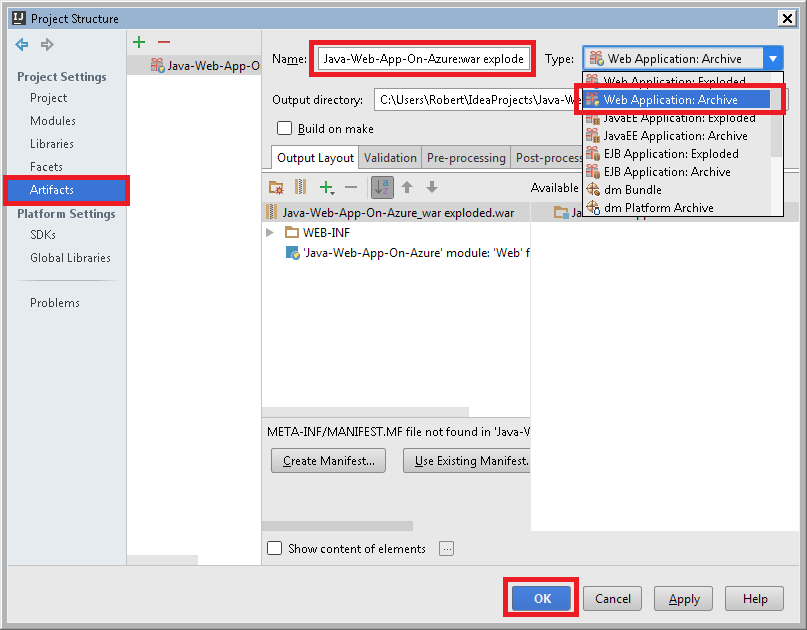 Project Structure
Project Settings
Project
Modules
Libraries
Facets
Artifacts
Platform Settings
SDKs
Global Libraries
Problems
Java-Web-App-O
Name: Java-Web-App-On-Azure:war explode Type: Web Application: Archive
Web Application: Exploded
Web Application: Archive
JavaEE Application: Exploded
JavaEE Application: Archive
EJB Application: Exploded
EJB Application: Archive
dm Bundle
dm Platform Archive
Output directory: C:\Users\Robert\IdeaProjects\Java-We
Build on make
Output Layout Validation Pre-processing Post-process
Available
Java-Web-App-On-Azure_war exploded.war
WEB-INF
'Java-Web-App-On-Azure' module: 'Web' f
META-INF/MANIFEST.MF file not found in 'Java-W
Create Manifest... Use Existing Manifest.
Show content of elements ...
OK Cancel Apply Help